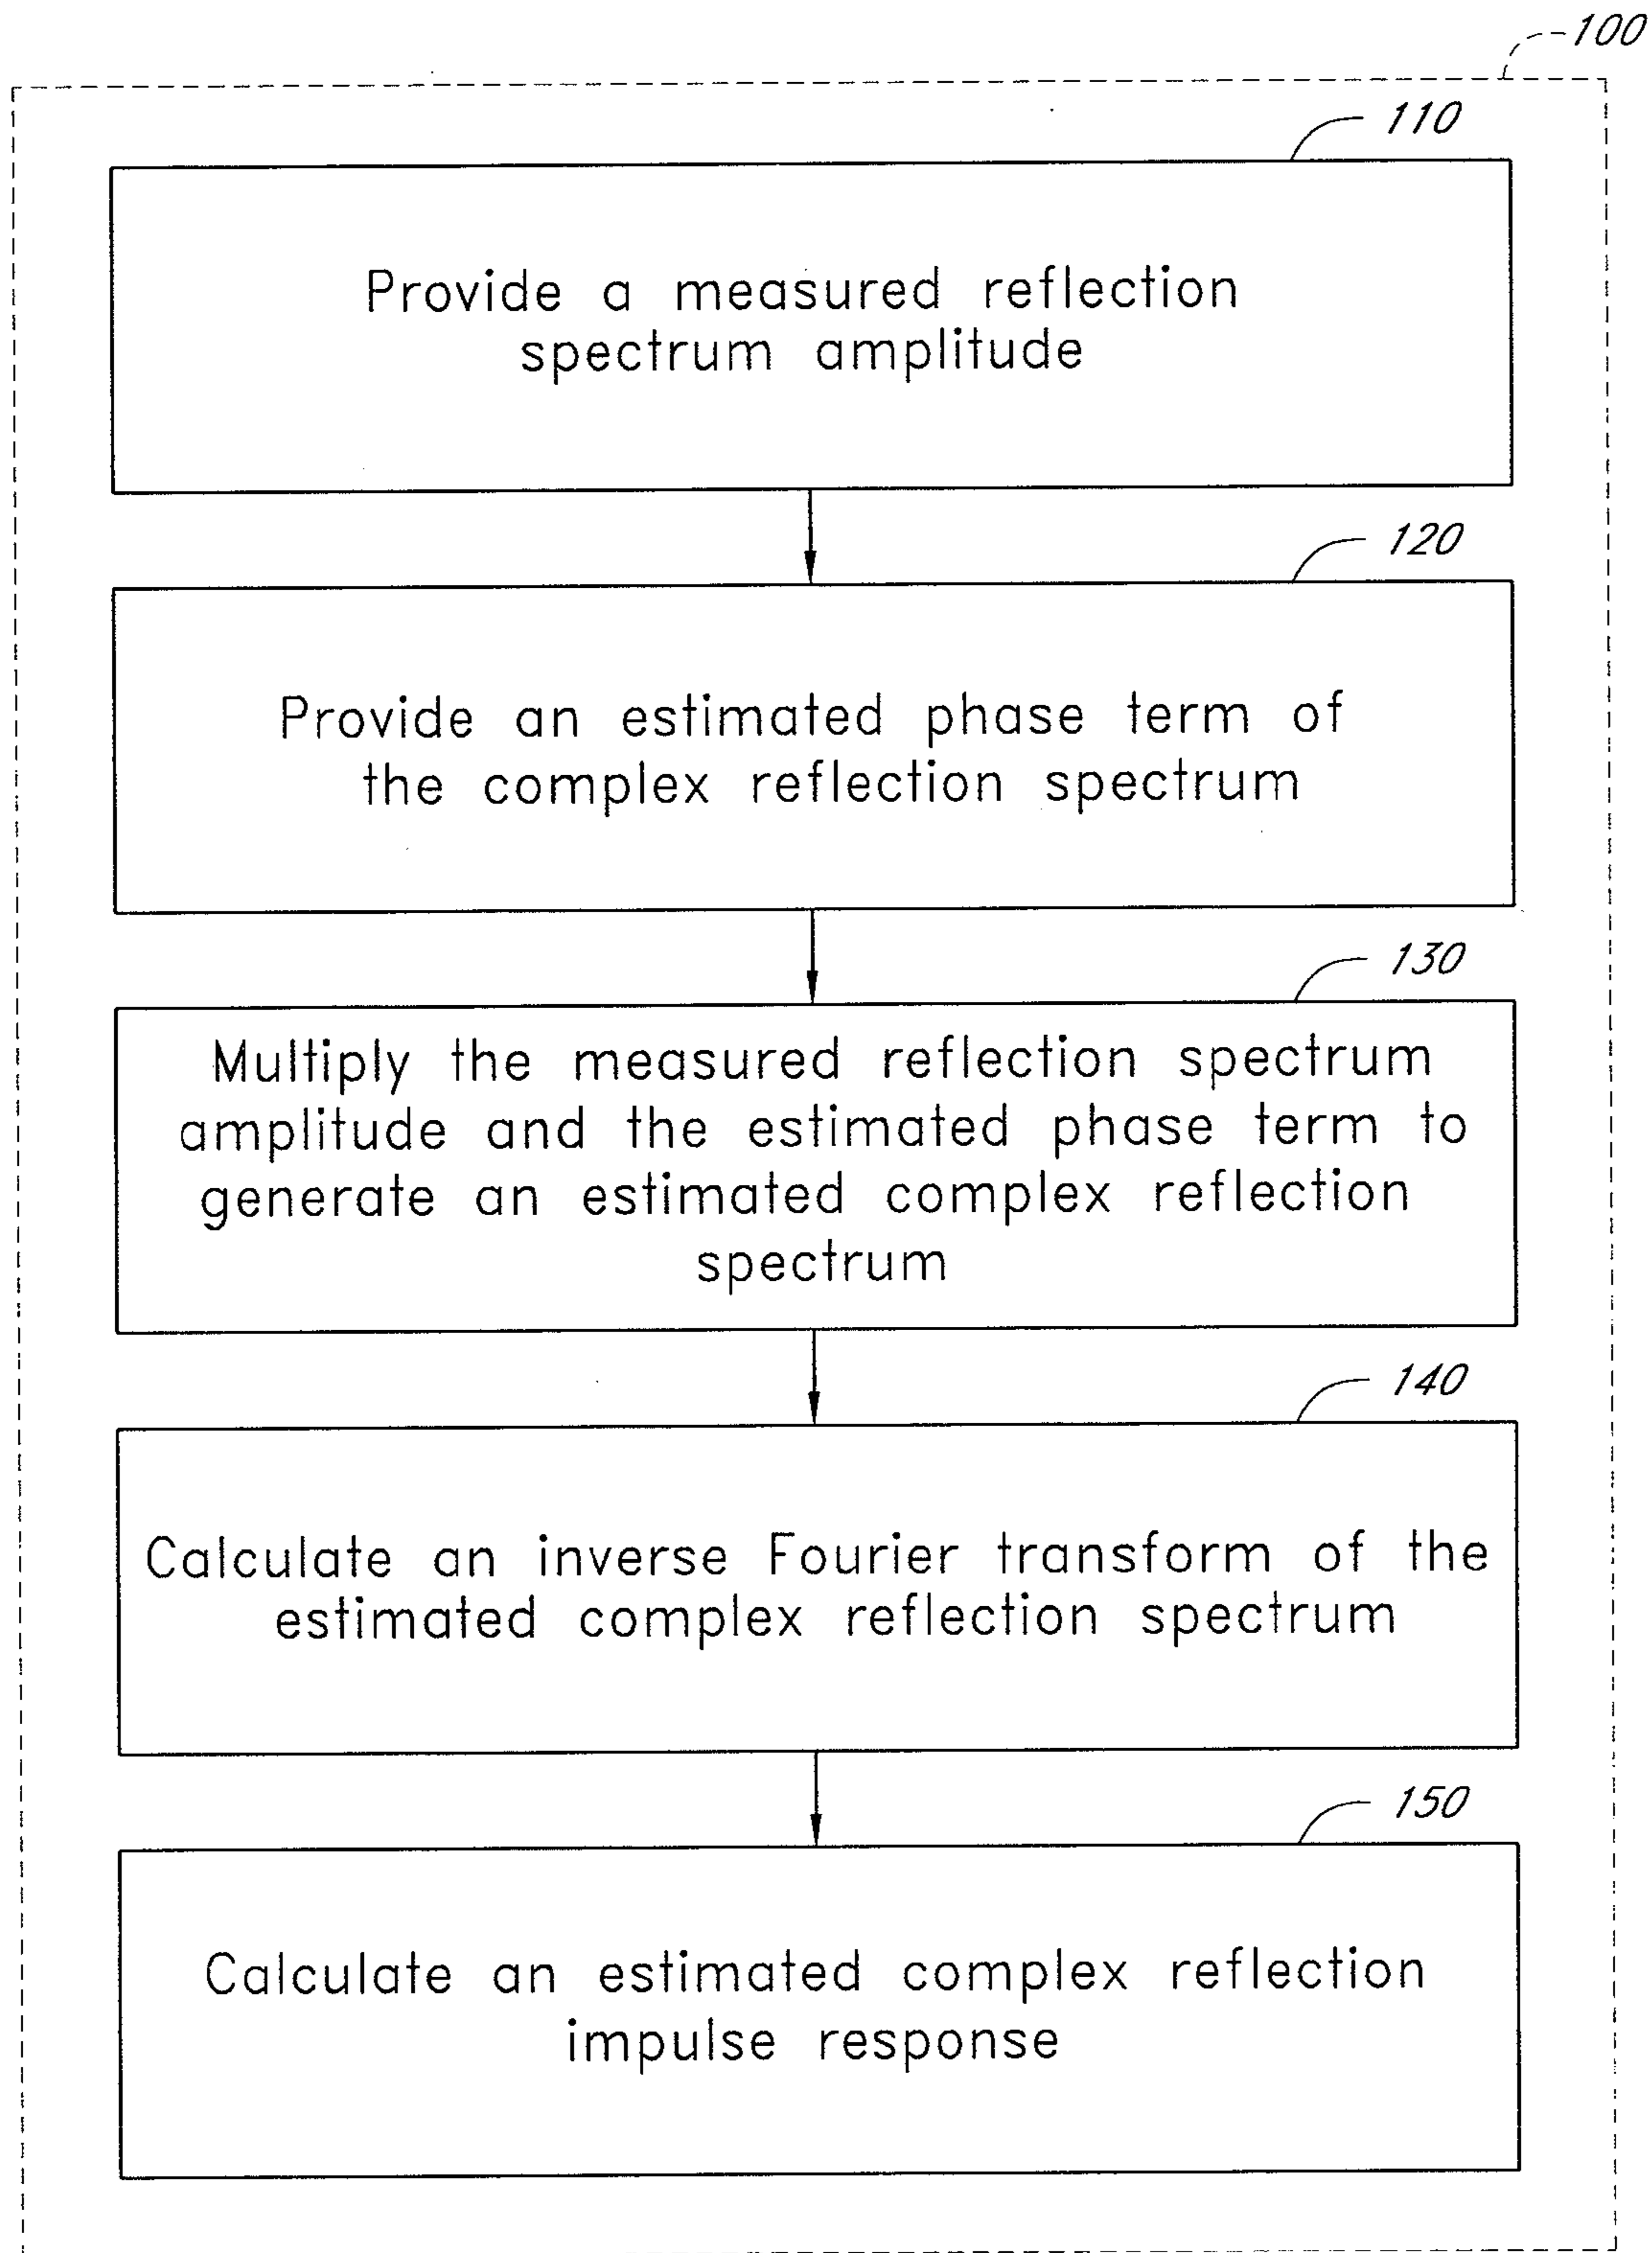 100
110
Provide a measured reflection
spectrum amplitude
120
Provide an estimated phase term of
the complex reflection spectrum
130
Multiply the measured reflection spectrum
amplitude and the estimated phase term to
generate an estimated complex reflection
spectrum
140
Calculate an inverse Fourier transform of the
estimated complex reflection spectrum
150
Calculate an estimated complex reflection
impulse response